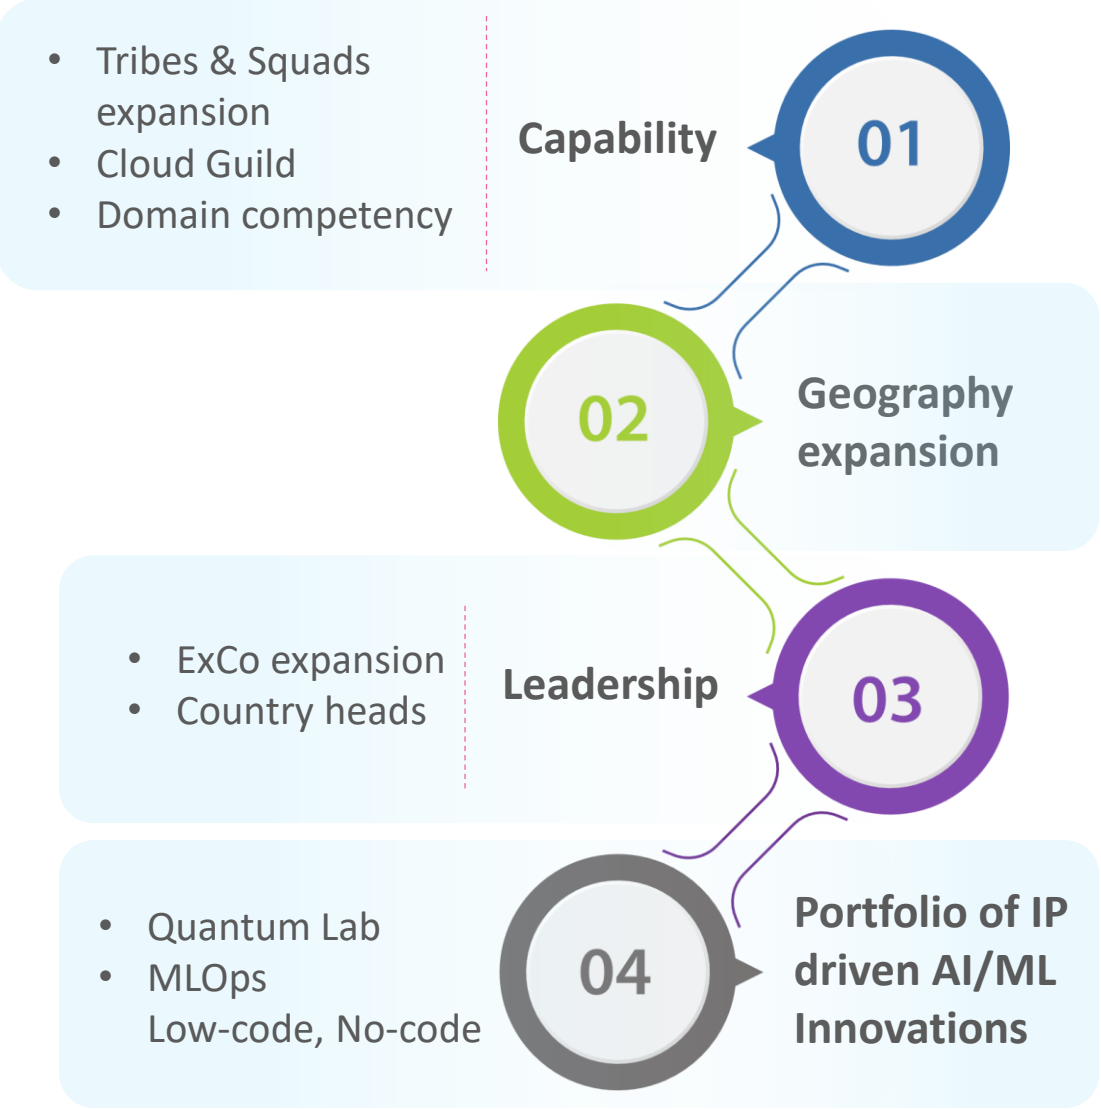 • Tribes & Squads
expansion
• Cloud Guild
• Domain competency
Capability
01
02
Geography
expansion
• ExCo expansion
• Country heads
Leadership
03
• Quantum Lab
• MLOps
Low-code, No-code
04
Portfolio of IP
driven AI/ML
Innovations